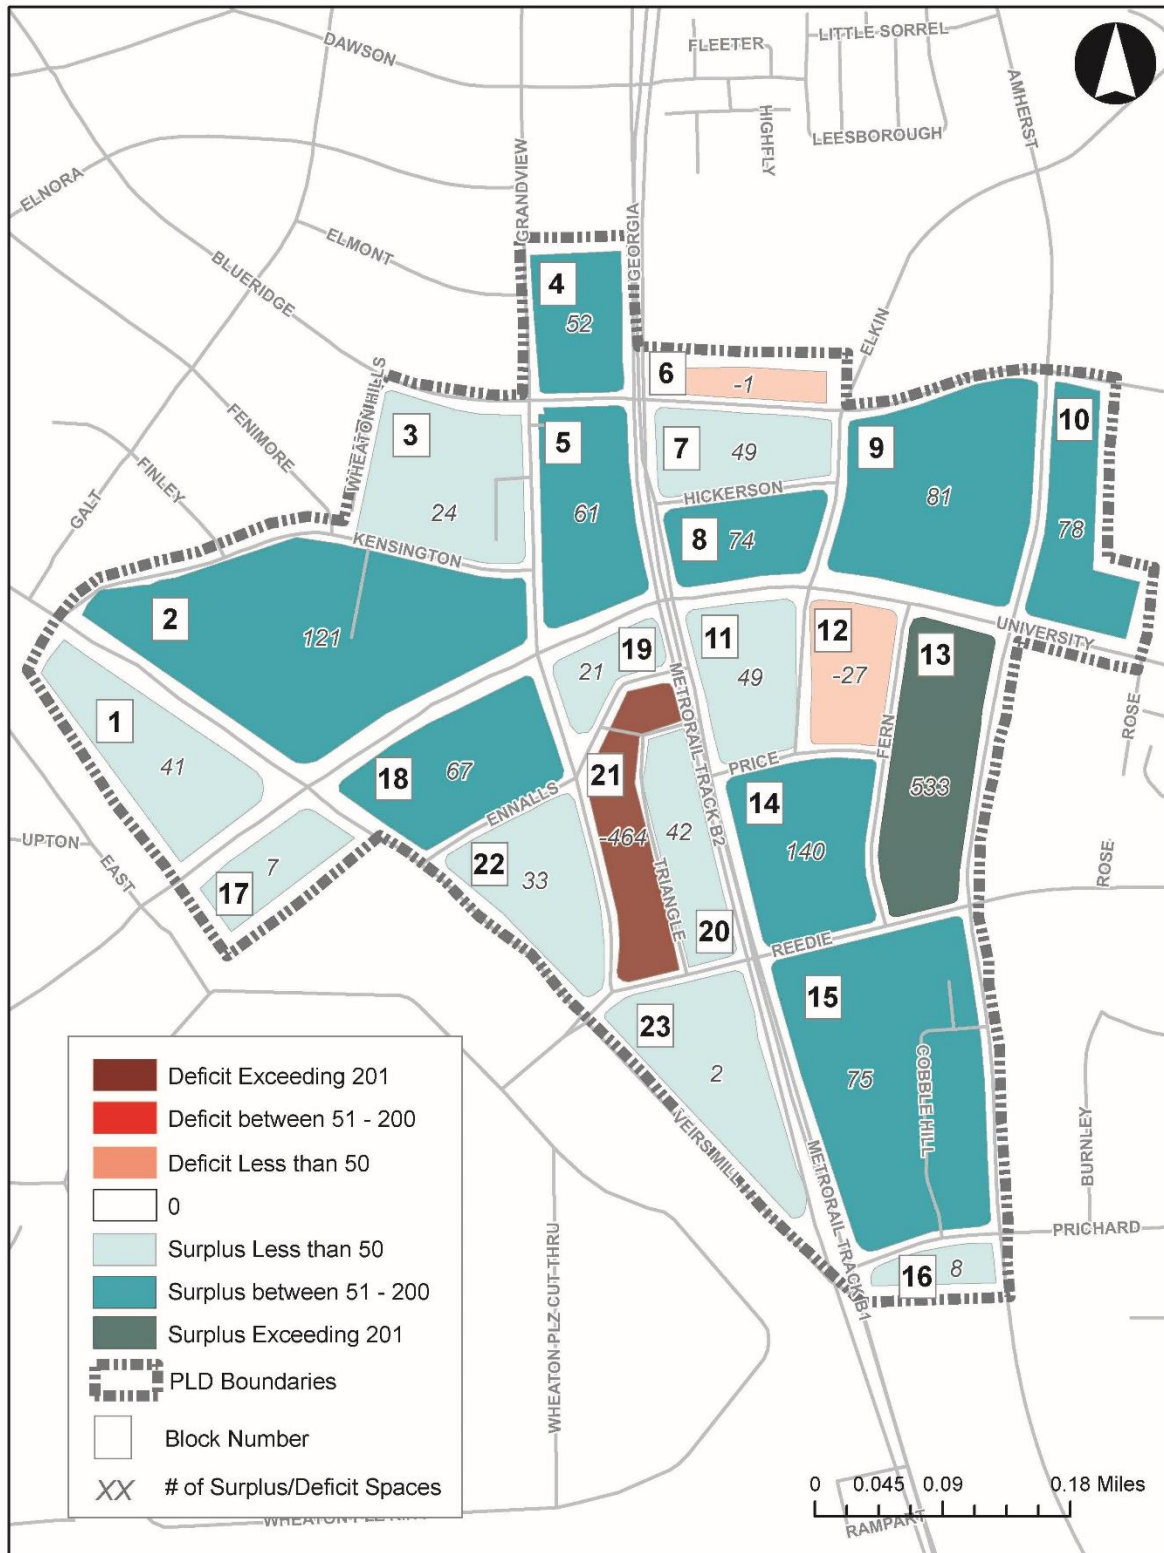 DAWSON
FLEETER
LITTLE SORREL
HIGHFLY
LEESBOROUGH
AMHERST
ELNORA
GRANDVIEW
GEORGIA
ELMONT
BLUERIDGE
ELKIN
4
52
6
-1
WHEATON HILLS
3
24
5
61
7
49
HICKERSON
9
81
10
78
FENIMORE
FINLEY
GALT
KENSINGTON
8
74
2
121
UNIVERSITY
19
21
11
49
12
-27
13
533
1
41
METRORAIL-TRACK-B2
FERN
ROSE
18
67
21
-464
PRICE
14
140
ENNALLS
42
20
TRIANGLE
UPTON
EAST
17
7
22
33
REEDIE
ROSE
15
75
23
2
COBBLE HILL
BURNLEY
VEIRS MILL
METRORAIL-TRACK-B1
PRICHARD
16
8
WHEATON-PLZ-CUT-THRU
Deficit Exceeding 201
Deficit between 51 - 200
Deficit Less than 50
0
Surplus Less than 50
Surplus between 51 - 200
Surplus Exceeding 201
PLD Boundaries
Block Number
XX # of Surplus/Deficit Spaces
0 0.045 0.09 0.18 Miles
RAMPART